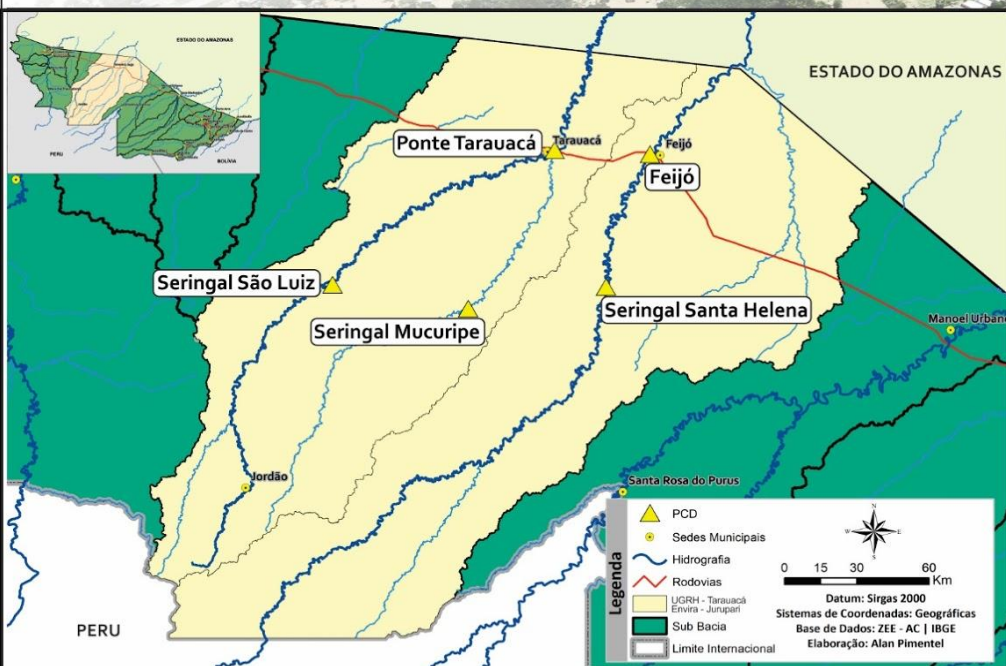 ESTADO DO AMAZONAS
PERU
BOLÍVIA
ESTADO DO AMAZONAS
Ponte Tarauacá
Tarauacá
Feijó
Feijó
Seringal São Luiz
Seringal Mucuripe
Seringal Santa Helena
Manoel Urbano
Jordão
Santa Rosa do Purus
PERU
Legenda
PCD
Sedes Municipais
Hidrografia
Rodovias
UGRH - Tarauacá
Envira - Jurupari
Sub Bacia
Limite Internacional
N
W E
S
0 15 30 60
Km
Datum: Sirgas 2000
Sistemas de Coordenadas: Geográficas
Base de Dados: ZEE - AC | IBGE
Elaboração: Alan Pimentel